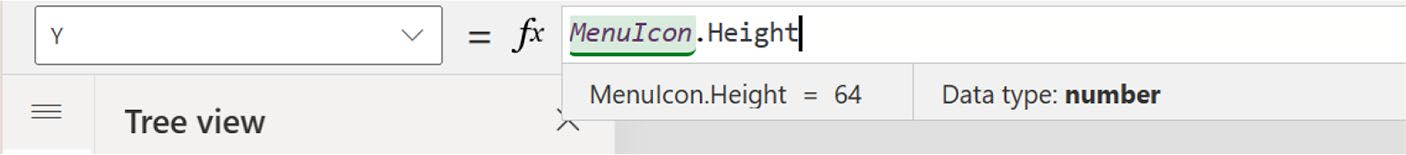 Y = fx MenuIcon.Height
MenuIcon.Height = 64 Data type: number
Tree view